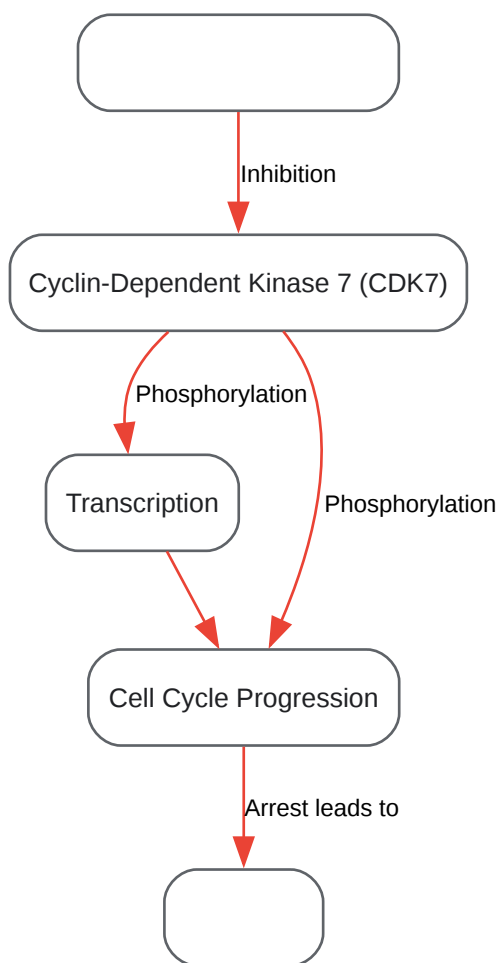 Inhibition
Cyclin-Dependent Kinase 7 (CDK7)
Phosphorylation
Transcription
Phosphorylation
Cell Cycle Progression
Arrest leads to